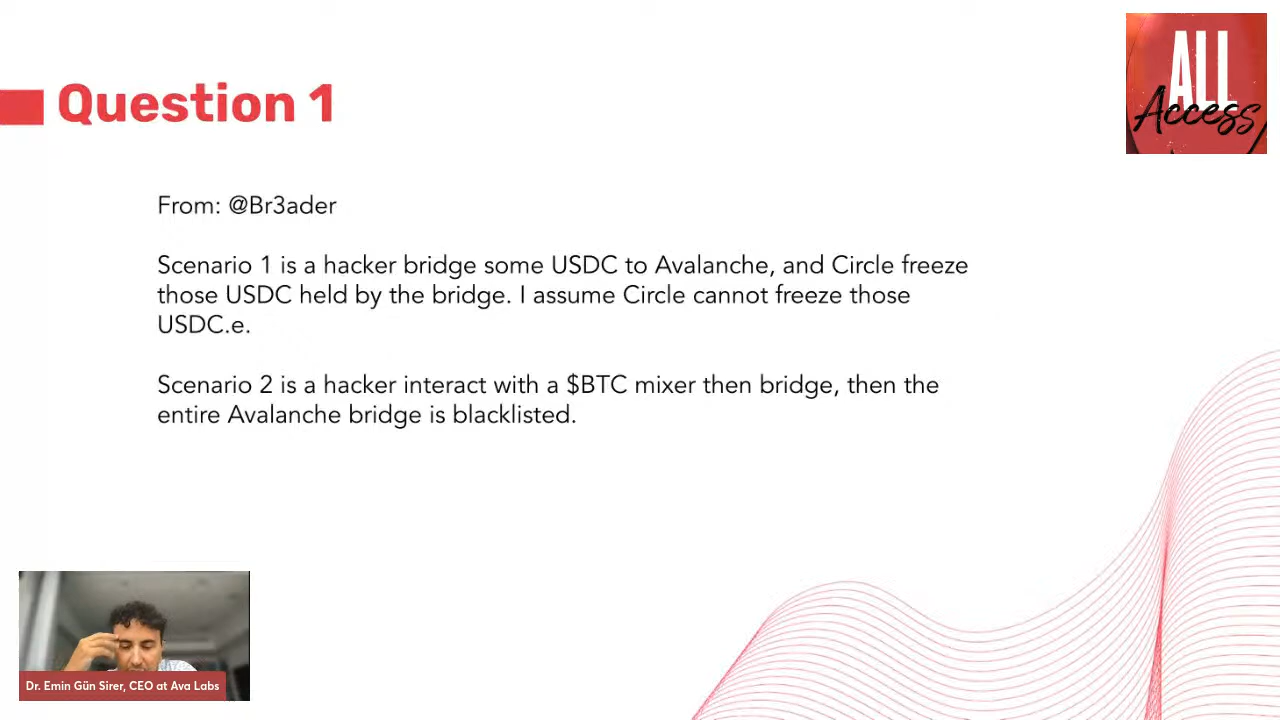 ALL
Access
Question 1
From: @Br3ader
Scenario 1 is a hacker bridge some USDC to Avalanche, and Circle freeze
those USDC held by the bridge. I assume Circle cannot freeze those
USDC.e.
Scenario 2 is a hacker interact with a $BTC mixer then bridge, then the
entire Avalanche bridge is blacklisted.
Dr. Emin Gün Sirer, CEO at Ava Labs